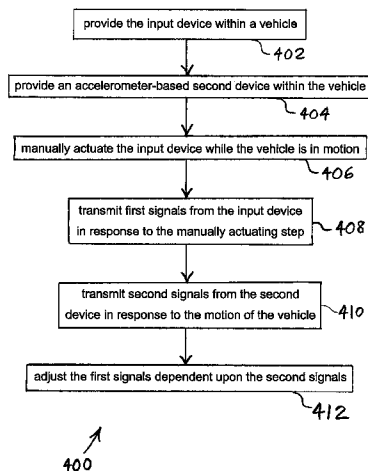 provide the input device within a vehicle
402
provide an accelerometer-based second device within the vehicle
404
manually actuate the input device while the vehicle is in motion
406
transmit first signals from the input device
in response to the manually actuating step
408
transmit second signals from the second
device in response to the motion of the vehicle
410
adjust the first signals dependent upon the second signals
412
400